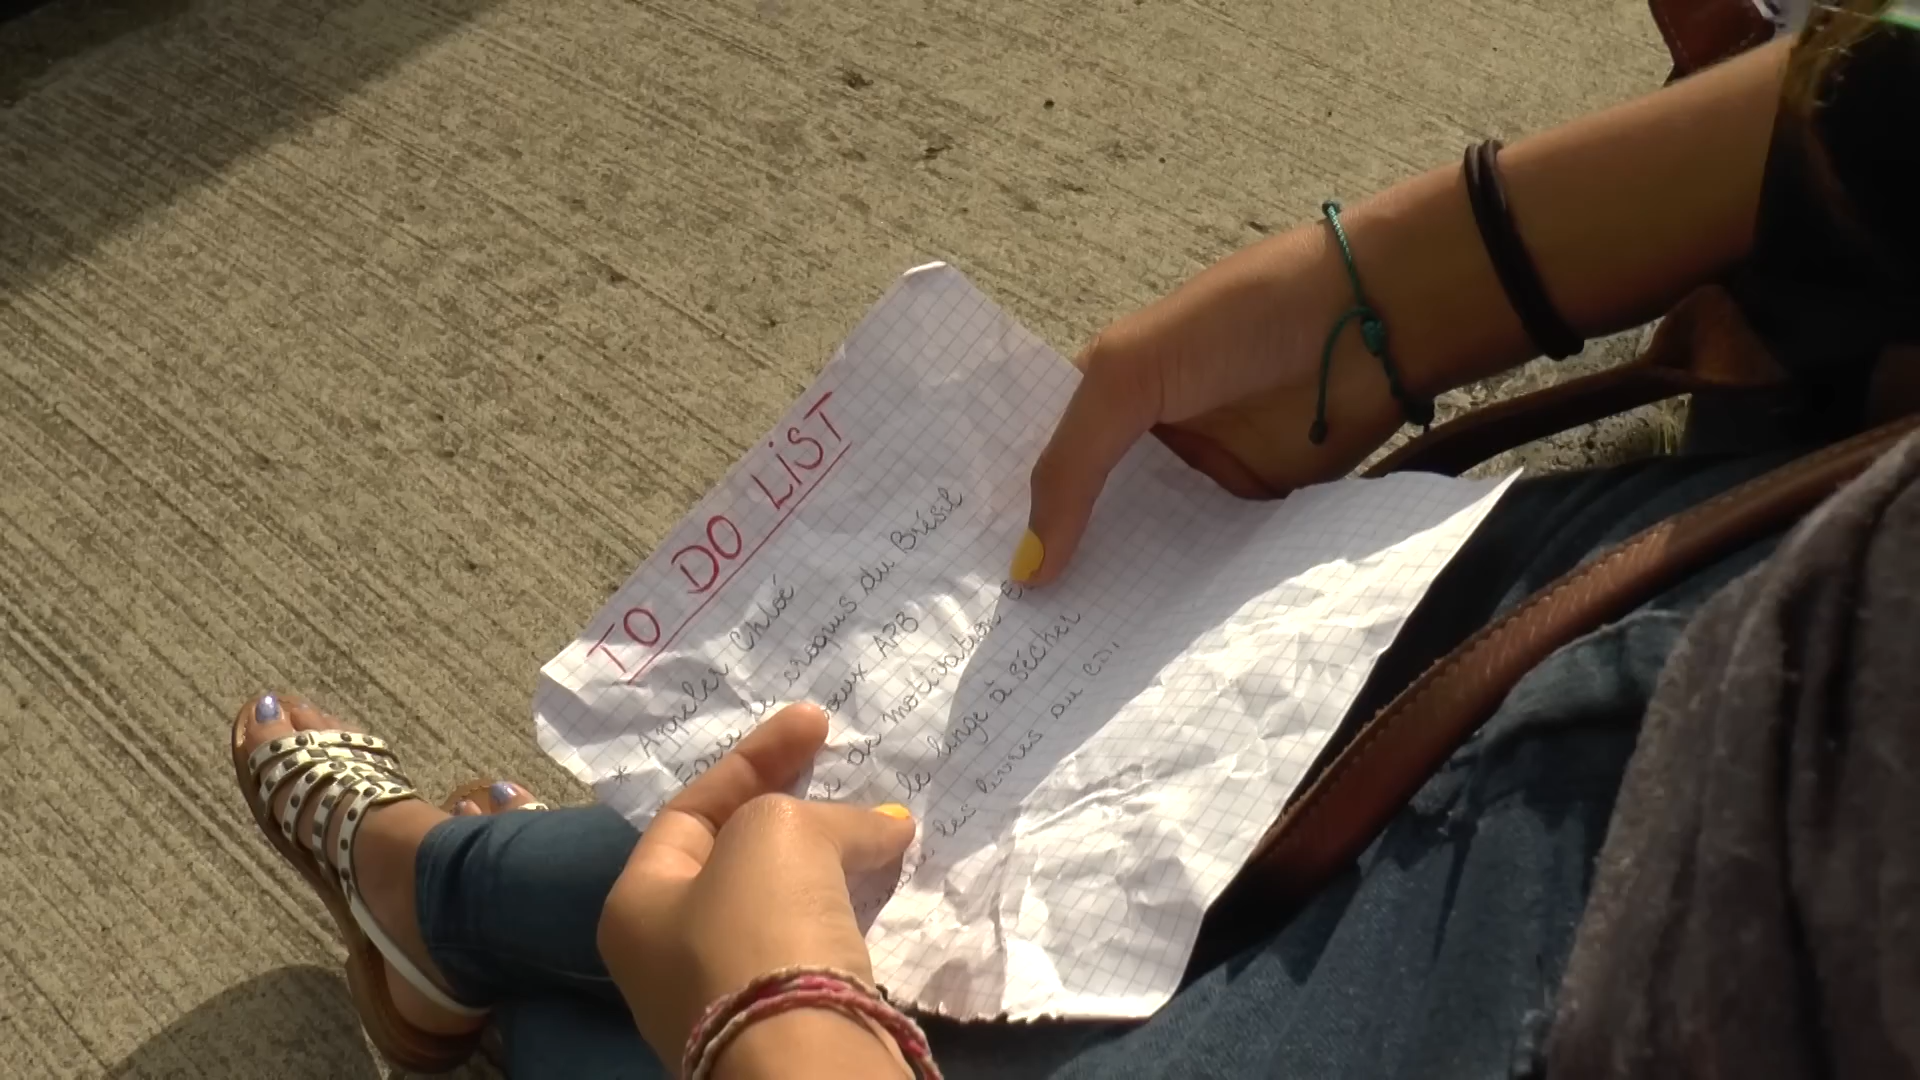 TO DO LiST
* Appeler Chloé
Faire le croquis du Brésil
voeux APB
de motivation
le linge à sécher
les livres au CDI